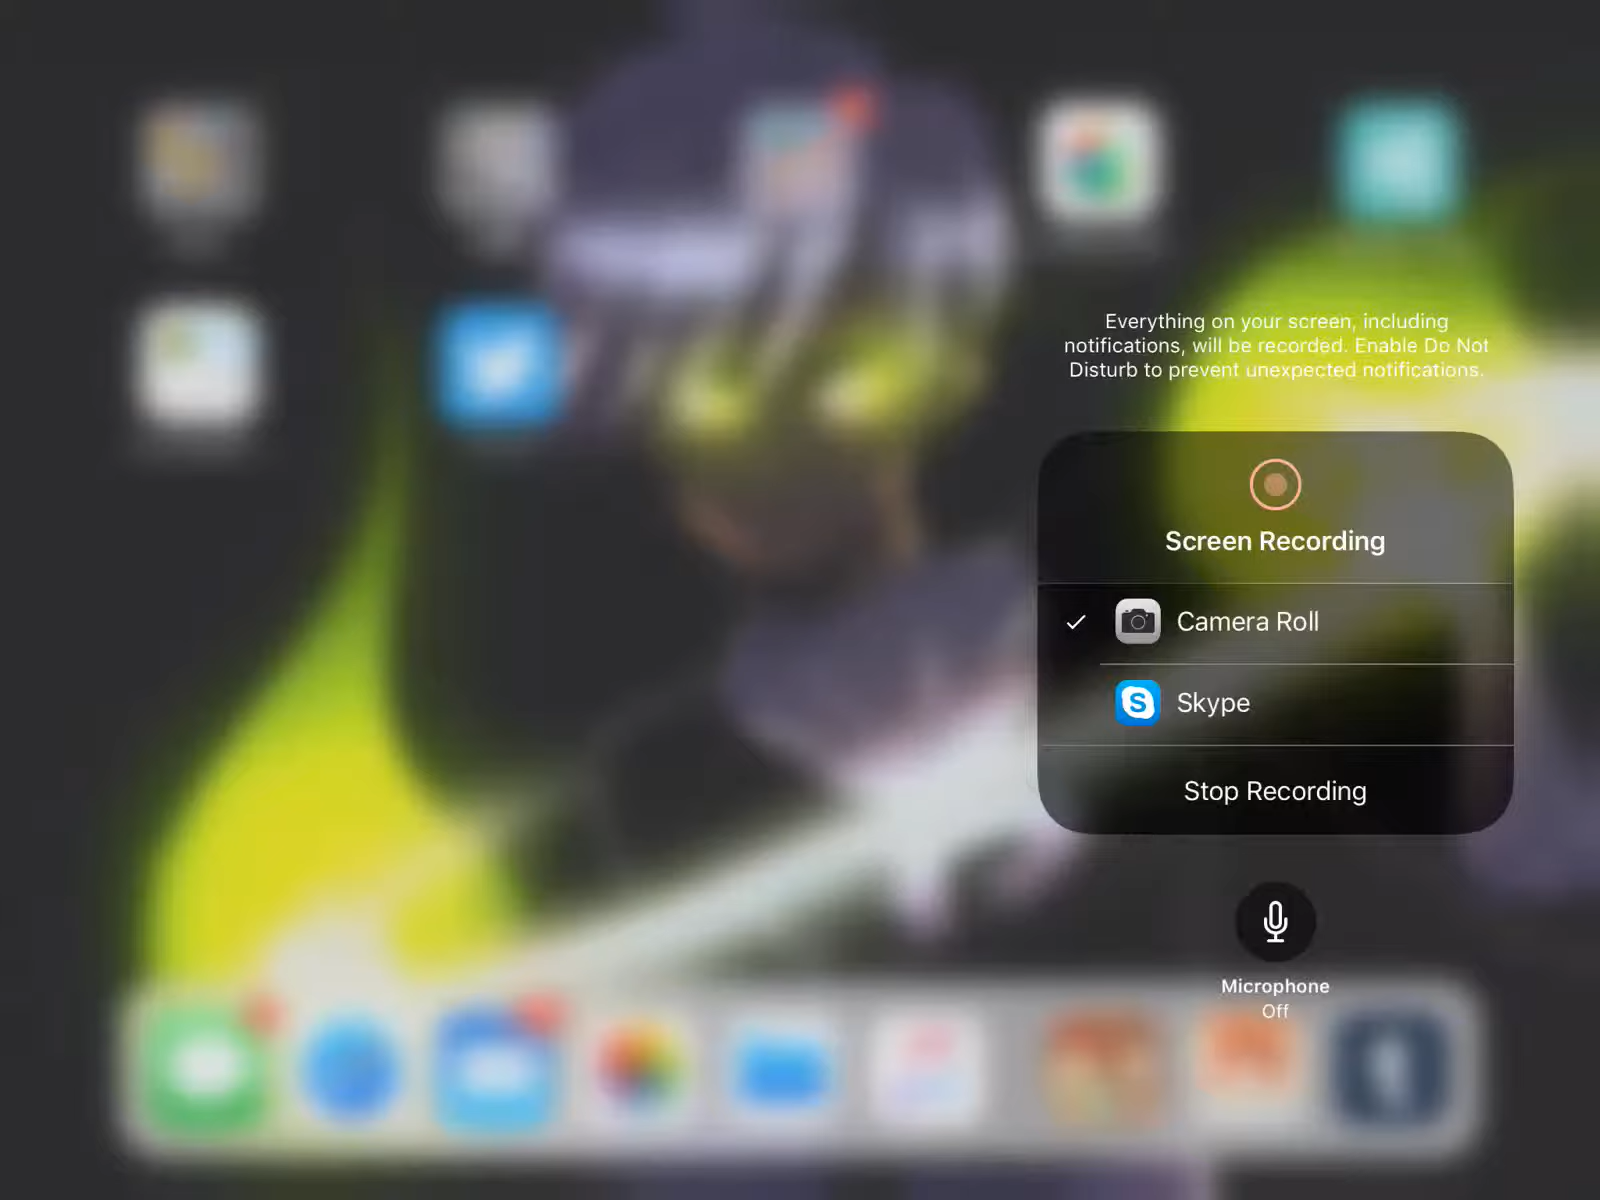 Everything on your screen, including
notifications, will be recorded. Enable Do Not
Disturb to prevent unexpected notifications.
Screen Recording
Camera Roll
Skype
Stop Recording
Microphone
Off